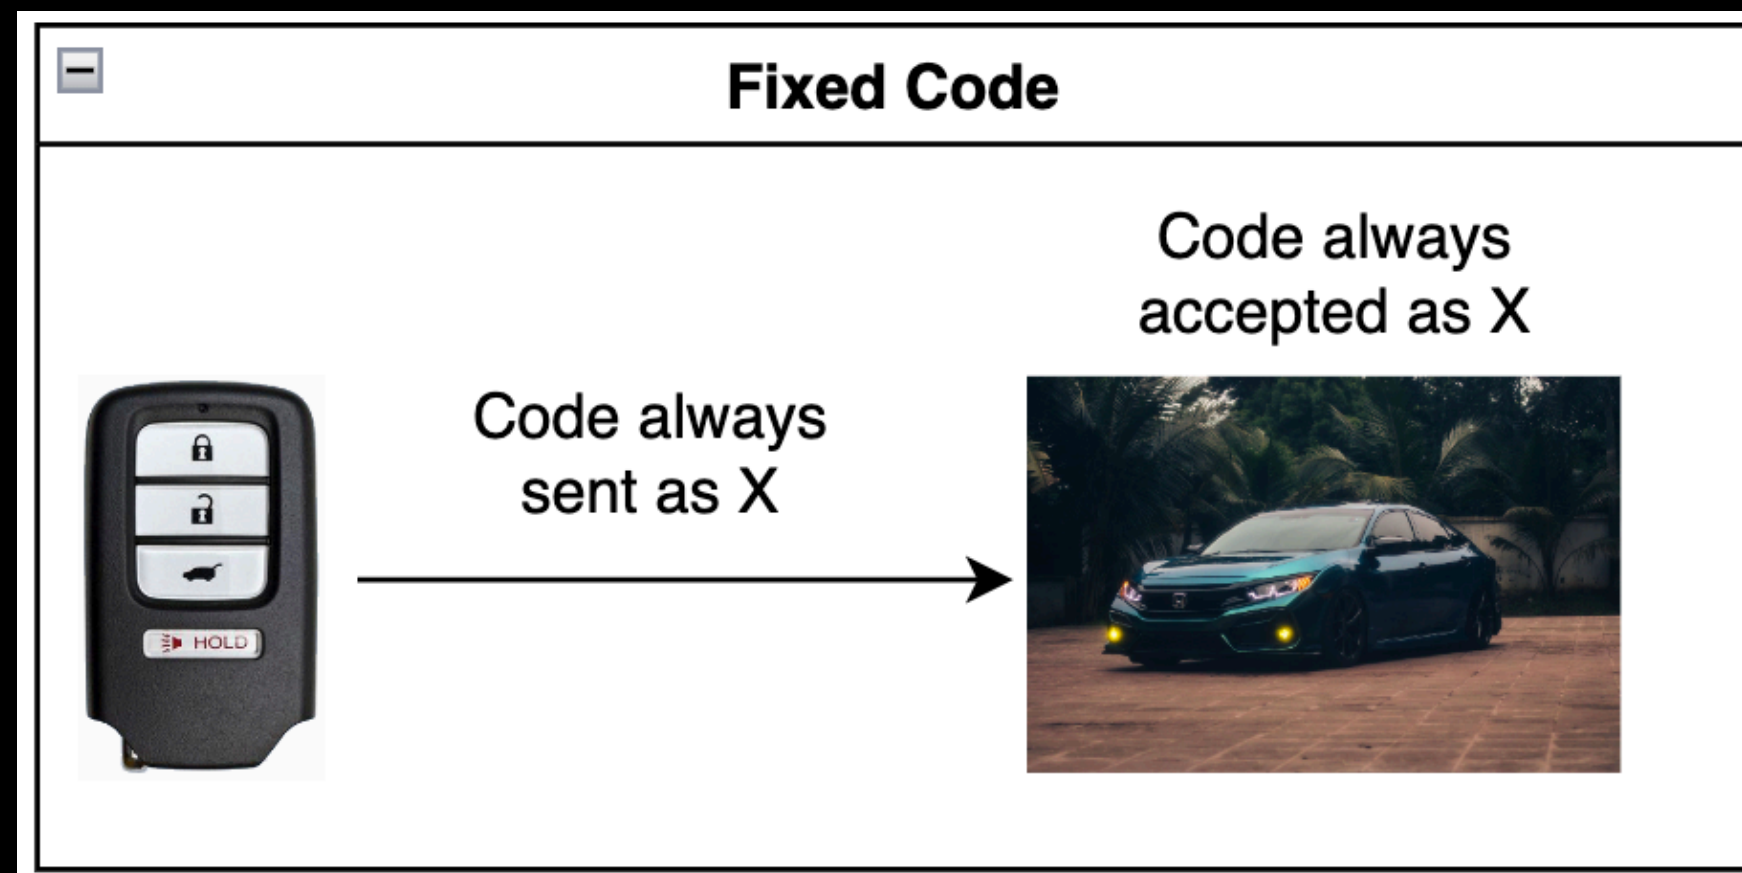 Fixed Code
Code always
accepted as X
Code always
sent as X
HOLD